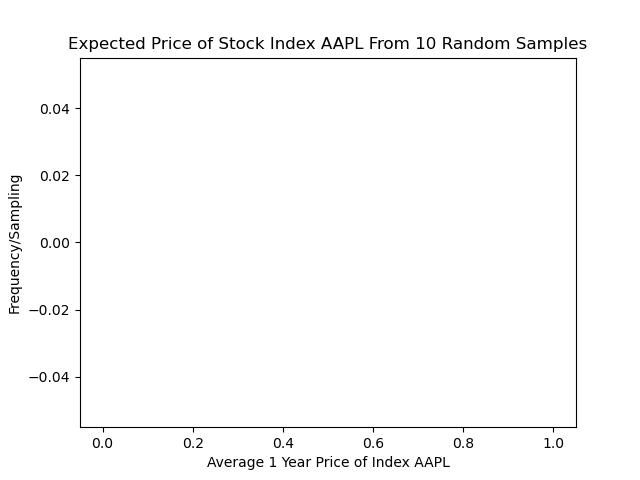 Expected Price of Stock Index AAPL From 10 Random Samples
0.04
0.02
0.00
−0.02
−0.04
Frequency/Sampling
0.0 0.2 0.4 0.6 0.8 1.0
Average 1 Year Price of Index AAPL